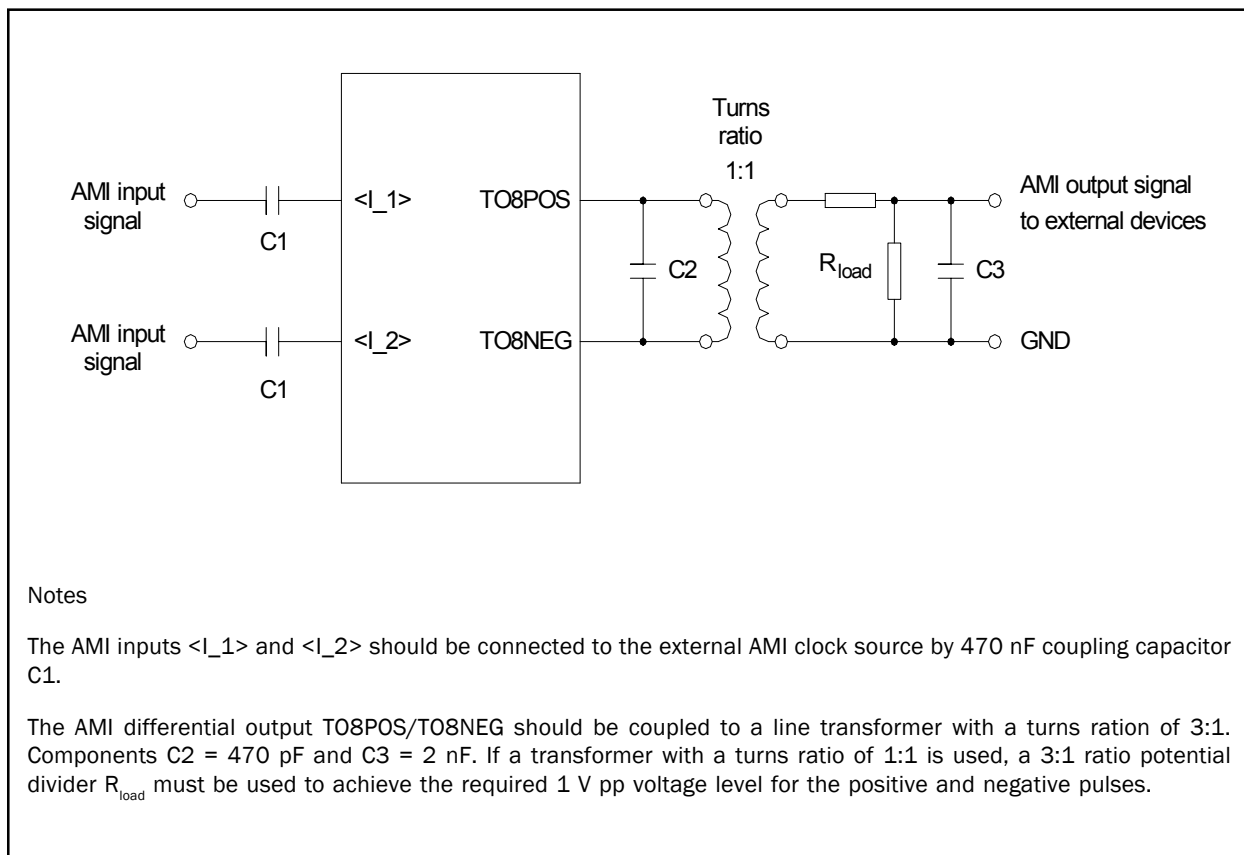 Turns
ratio
1:1
AMI input
signal
C1
<I_1>
TO8POS
C2
R_load
C3
AMI output signal
to external devices
AMI input
signal
C1
<I_2>
TO8NEG
GND
Notes
The AMI inputs <I_1> and <I_2> should be connected to the external AMI clock source by 470 nF coupling capacitor
C1.
The AMI differential output TO8POS/TO8NEG should be coupled to a line transformer with a turns ration of 3:1.
Components C2 = 470 pF and C3 = 2 nF. If a transformer with a turns ratio of 1:1 is used, a 3:1 ratio potential
divider R_load must be used to achieve the required 1 V pp voltage level for the positive and negative pulses.